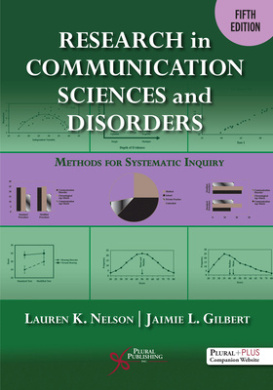 FIFTH
EDITION
RESEARCH in
COMMUNICATION
SCIENCES and
DISORDERS
METHODS FOR SYSTEMATIC INQUIRY
LAUREN K. NELSON | JAIMIE L. GILBERT
PLURAL
PUBLISHING
INC.
PLURAL+PLUS
Companion Website